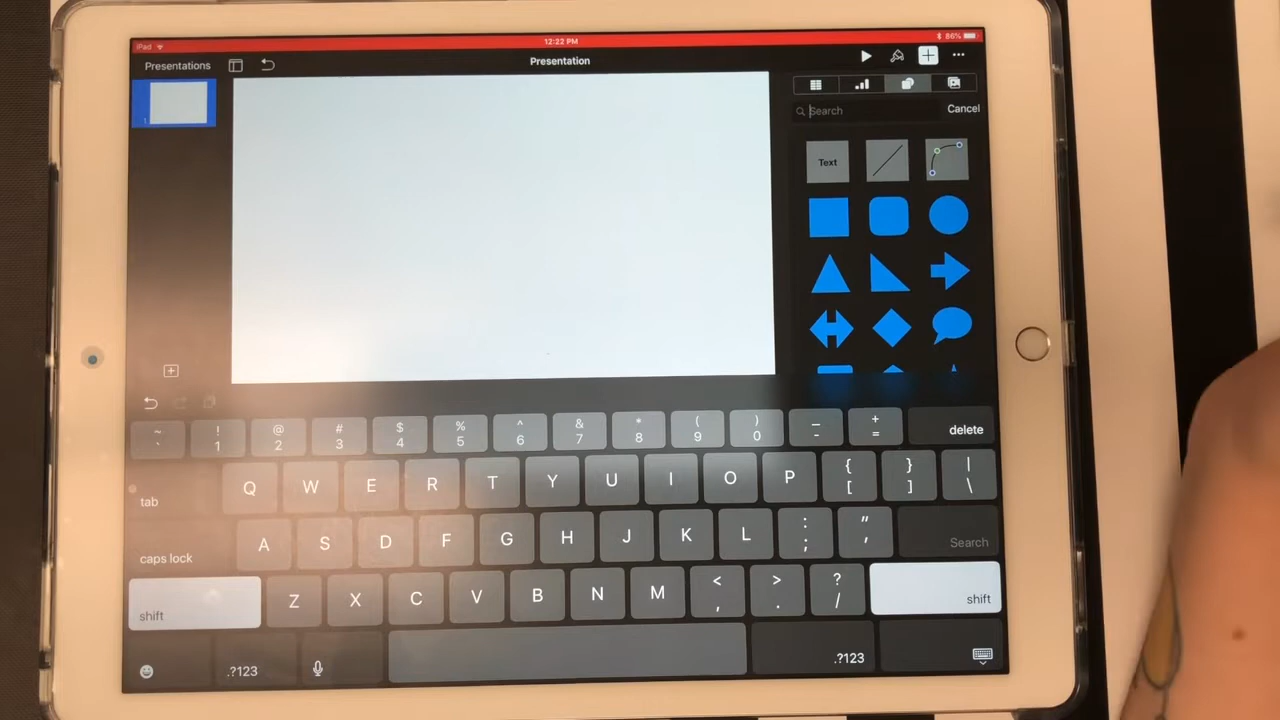 iPad 12:22 PM 86%
Presentations Presentation
1
Search Cancel
Text
~ ! @ # $ % ^ & * ( ) _ +
` 1 2 3 4 5 6 7 8 9 0 - = delete
tab Q W E R T Y U I O P { [ } ] | \
caps lock A S D F G H J K L : ; " ' Search
shift Z X C V B N M < , > . ? / shift
.?123 .?123